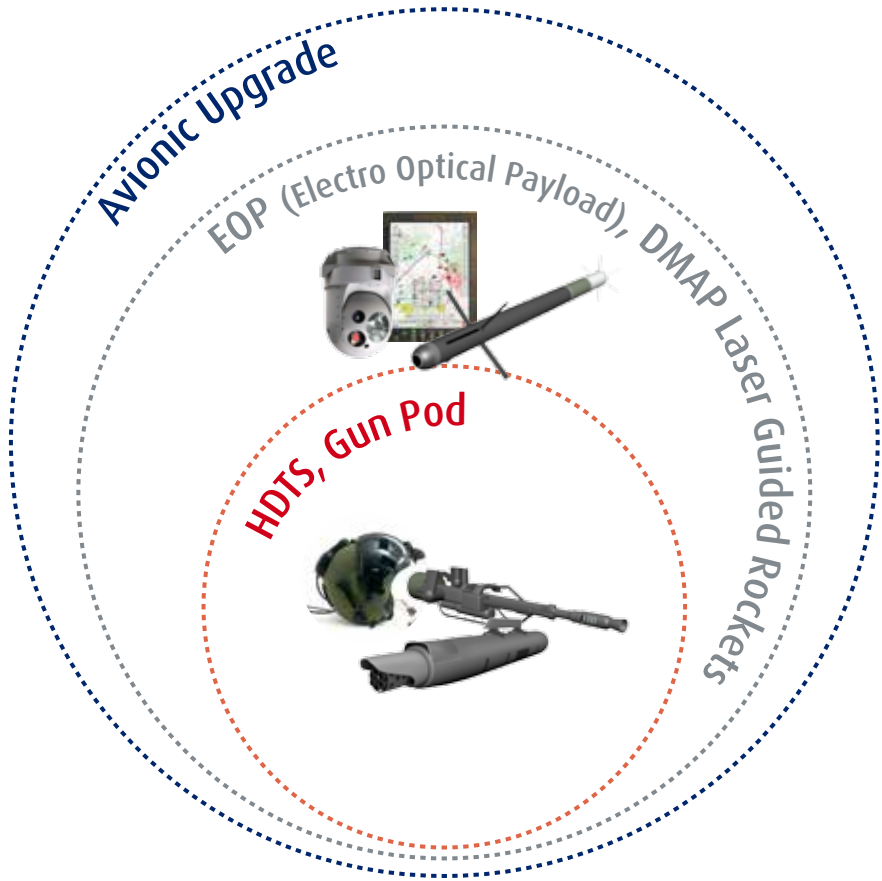 Avionic Upgrade
EOP (Electro Optical Payload), DMAP Laser Guided Rockets
HDTS, Gun Pod